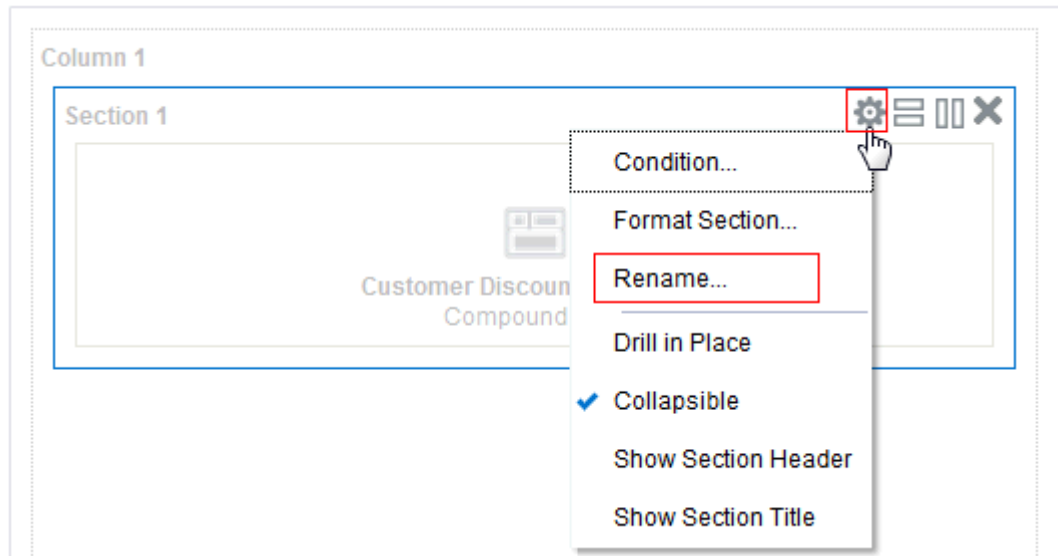 Column 1
Section 1
Condition...
Format Section...
Rename...
Customer Discoun
Compound
Drill in Place
Collapsible
Show Section Header
Show Section Title